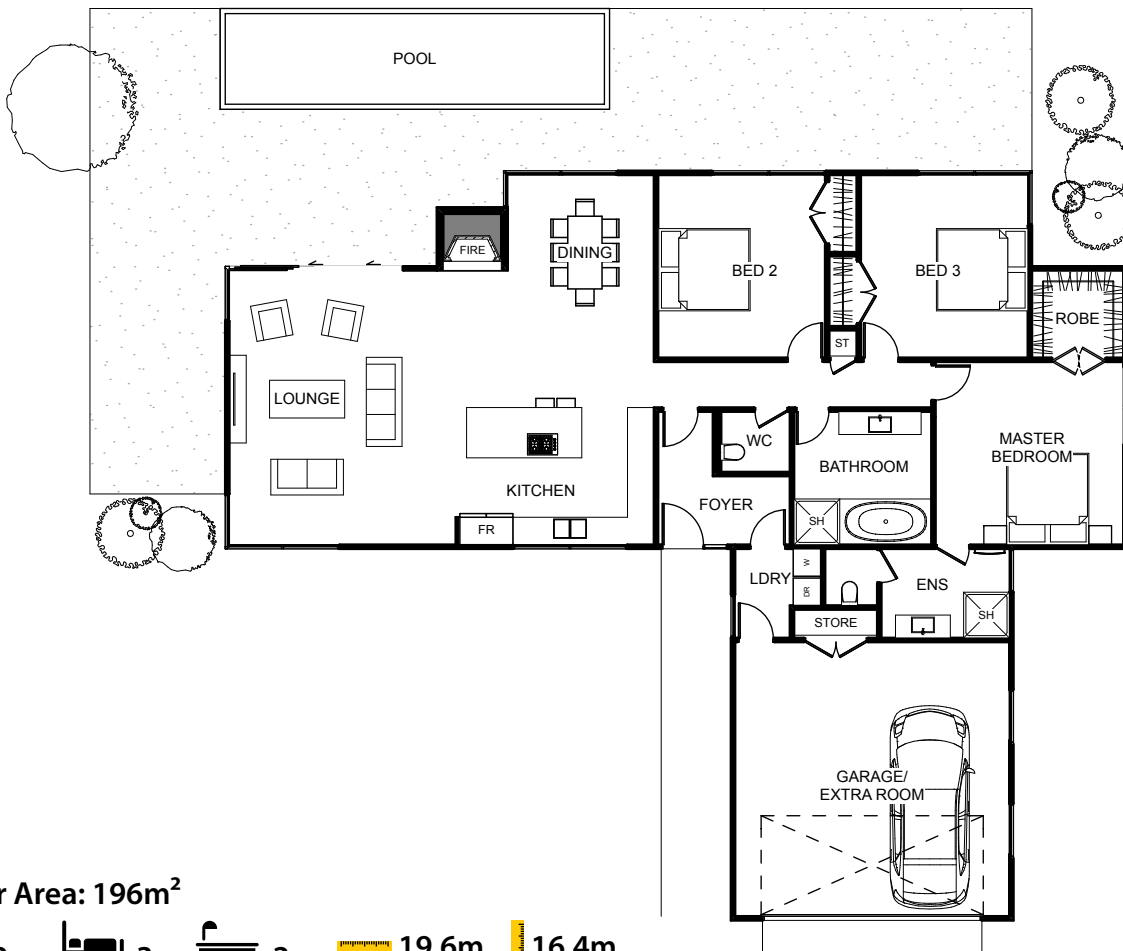 POOL
FIRE
DINING
BED 2
BED 3
ROBE
ST
LOUNGE
WC
MASTER
BEDROOM
BATHROOM
KITCHEN
FOYER
FR
SH
W
LDRY
DR
ENS
STORE
SH
GARAGE/
EXTRA ROOM
r Area: 196m²
19.6m
16.4m